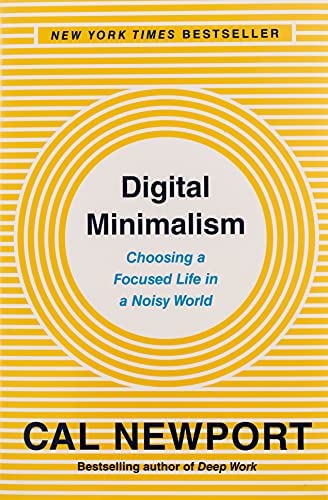 NEW YORK TIMES BESTSELLER
Digital
Minimalism
Choosing a
Focused Life in
a Noisy World
CAL NEWPORT
Bestselling author of Deep Work